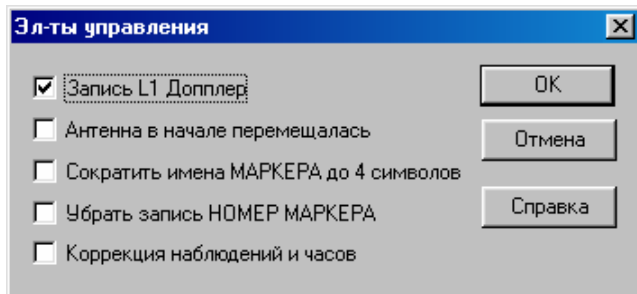 Эл-ты управления
Запись L1 Допплер
OK
Антенна в начале перемещалась
Отмена
Сократить имена МАРКЕРА до 4 символов
Убрать запись НОМЕР МАРКЕРА
Справка
Коррекция наблюдений и часов